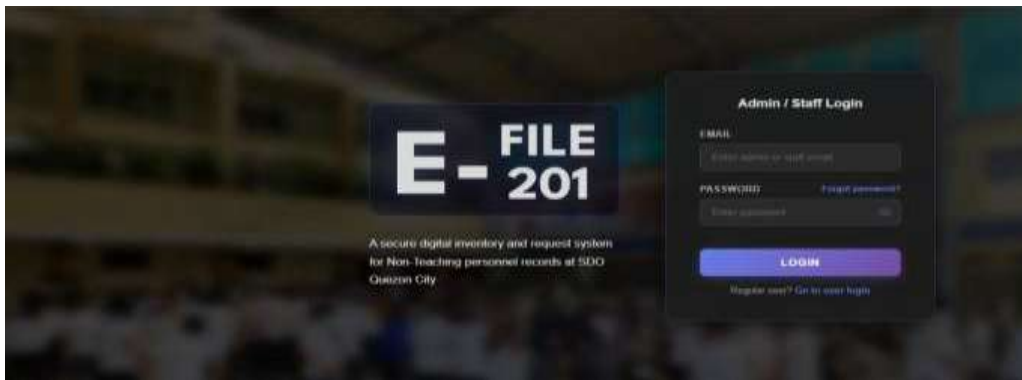 E-
FILE
201
A secure digital inventory and request system
for Non-Teaching personnel records at SDO
Quezon City
Admin / Staff Login
EMAIL
Enter admin or staff email
PASSWORD Forgot password?
Enter password
LOGIN
Regular user? Go to user login